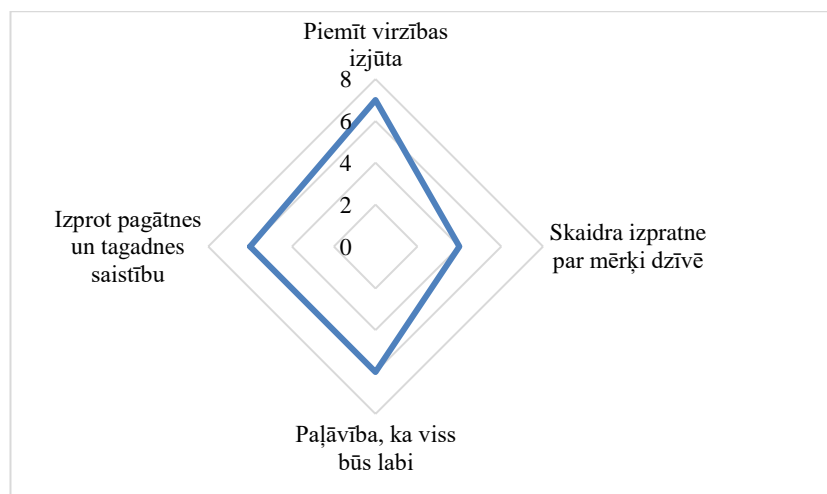 Piemīt virzības
izjūta
8
6
4
2
0
Izprot pagātnes
un tagadnes
saistību
Skaidra izpratne
par mērķi dzīvē
Paļāvība, ka viss
būs labi